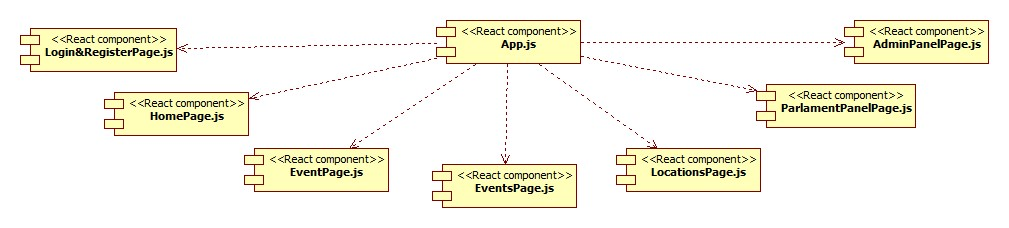 <<React component>>
App.js
<<React component>>
Login&RegisterPage.js
<<React component>>
AdminPanelPage.js
<<React component>>
HomePage.js
<<React component>>
ParlamentPanelPage.js
<<React component>>
EventPage.js
<<React component>>
EventsPage.js
<<React component>>
LocationsPage.js